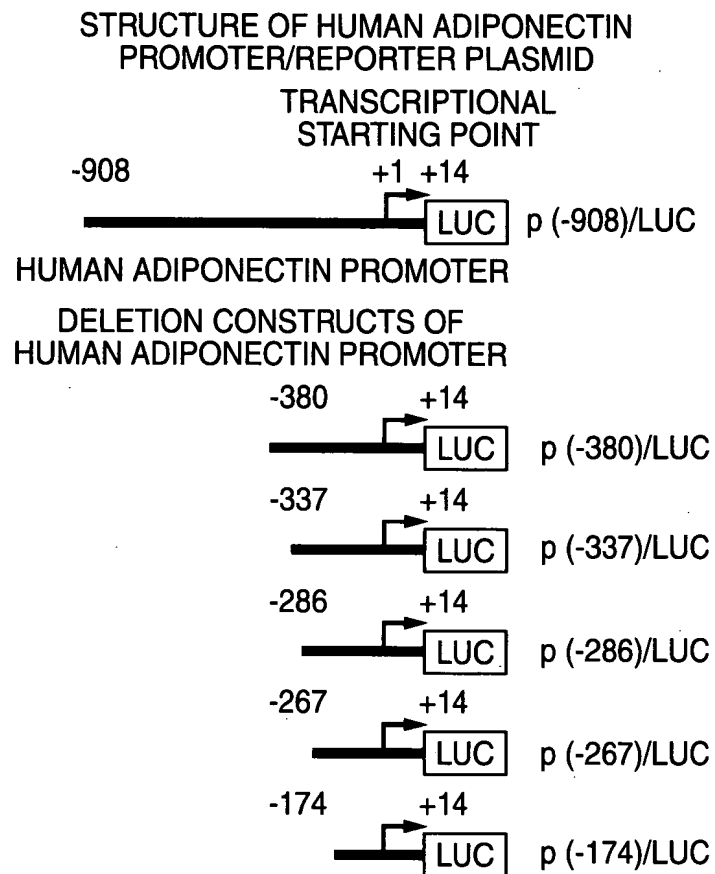 STRUCTURE OF HUMAN ADIPONECTIN
PROMOTER/REPORTER PLASMID
TRANSCRIPTIONAL
STARTING POINT
-908 +1 +14
LUC p (-908)/LUC
HUMAN ADIPONECTIN PROMOTER
DELETION CONSTRUCTS OF
HUMAN ADIPONECTIN PROMOTER
-380 +14
LUC p (-380)/LUC
-337 +14
LUC p (-337)/LUC
-286 +14
LUC p (-286)/LUC
-267 +14
LUC p (-267)/LUC
-174 +14
LUC p (-174)/LUC